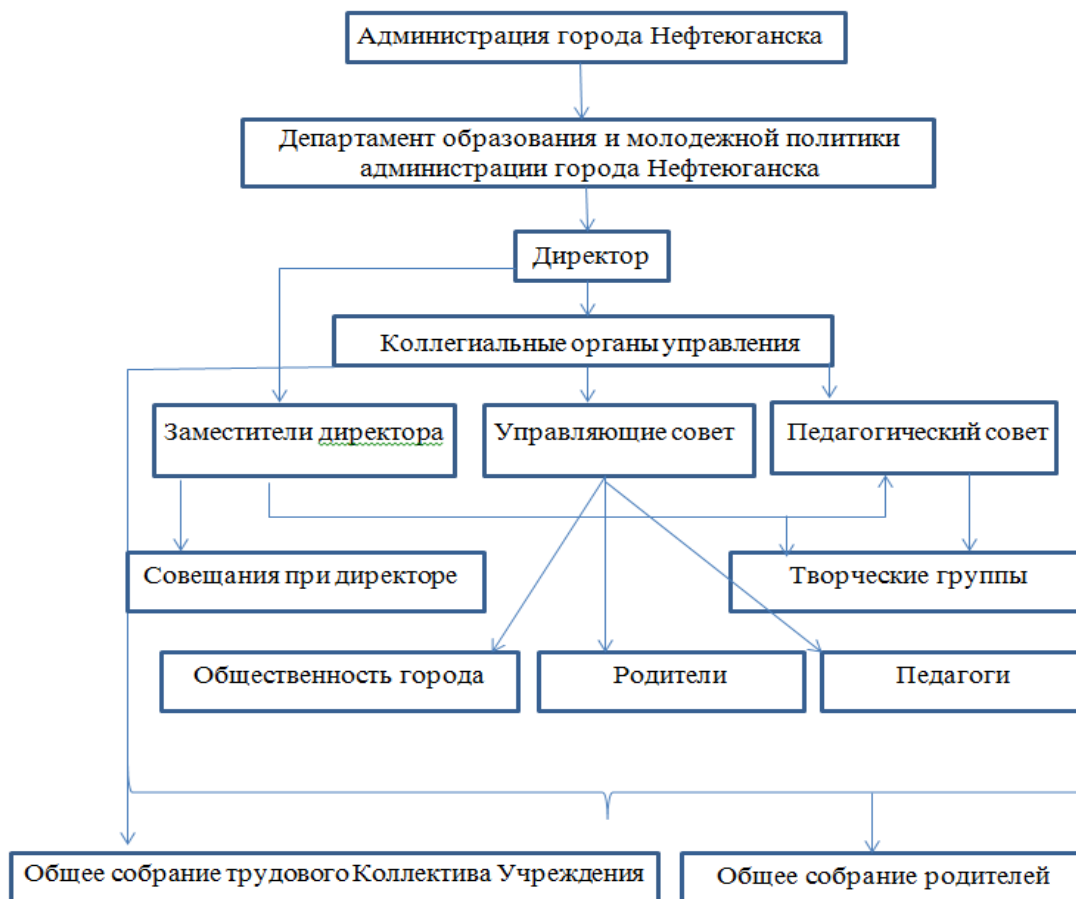 Администрация города Нефтеюганска
Департамент образования и молодежной политики
администрации города Нефтеюганска
Директор
Коллегиальные органы управления
Заместители директора
Управляющие совет
Педагогический совет
Совещания при директоре
Творческие группы
Общественность города
Родители
Педагоги
Общее собрание трудового Коллектива Учреждения
Общее собрание родителей